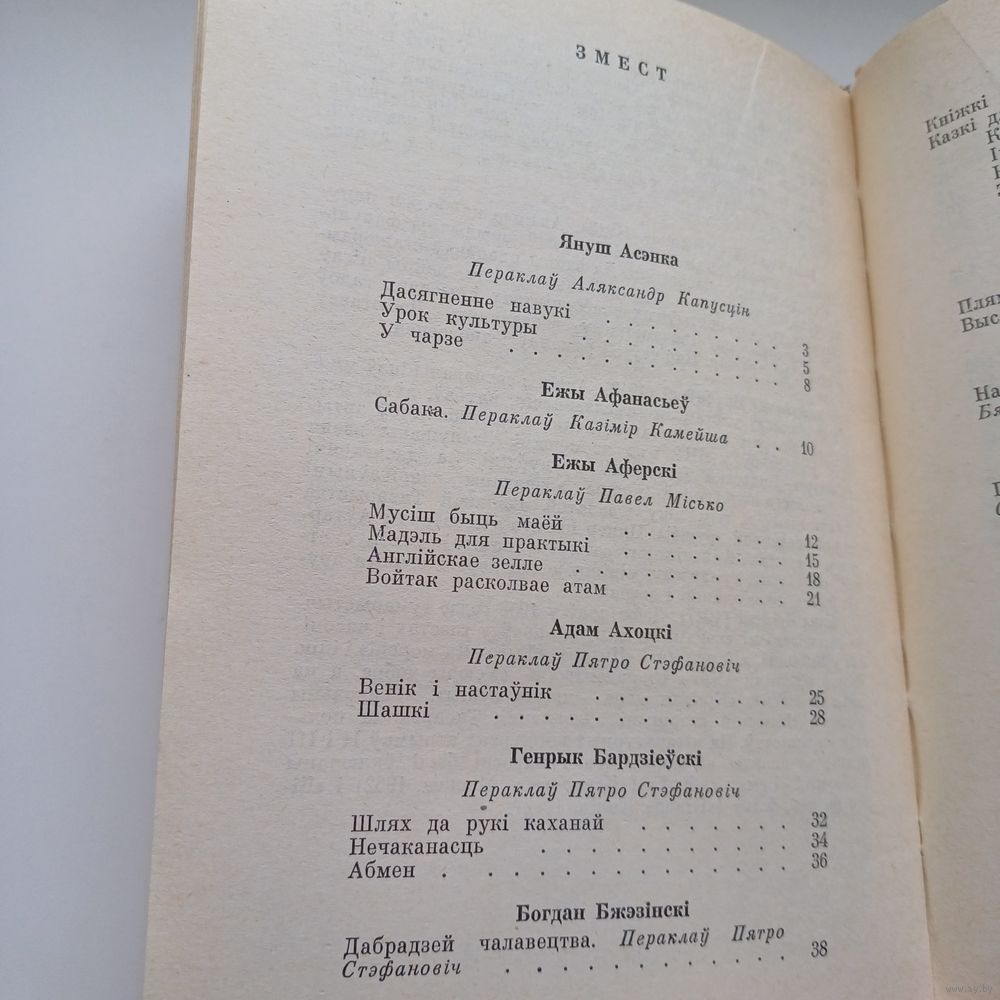 ЗМЕСТ
Януш Асэнка
Пераклаў Аляксандр Капусцін
Дасягненне навукі . . . . . . 3
Урок культуры . . . . . . . 5
У чарзе . . . . . . . . . . 8
Ежы Афанасьеў
Сабака. Пераклаў Казімір Камейша . . 10
Ежы Аферскі
Пераклаў Павел Місько
Мусіш быць маёй . . . . . . . 12
Мадэль для практыкі . . . . . . . 15
Англійскае зелле . . . . . . . . 18
Войтак расколвае атам . . . . . . 21
Адам Ахоцкі
Пераклаў Пятро Стэфановіч
Венік і настаўнік . . . . . . . . 25
Шашкі . . . . . . . . . . . 28
Генрык Бардзіеўскі
Пераклаў Пятро Стэфановіч
Шлях да рукі каханай . . . . . . . 32
Нечаканасць . . . . . . . . . . 34
Абмен . . . . . . . . . . . . . 36
Богдан Бжэзінскі
Дабрадзей чалавецтва. Пераклаў Пятро
Стэфановіч . . . . . . . . . . 38
Кніжкі
Казкі
www.ay.by